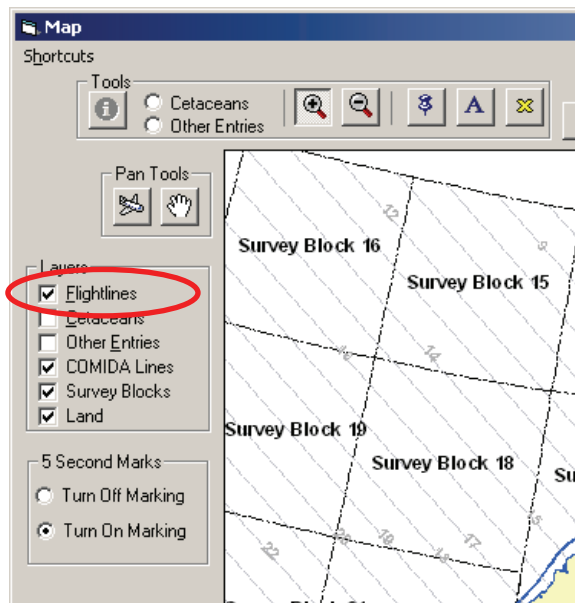 Map
Shortcuts
Tools
Cetaceans
Other Entries
A
Pan Tools
Layers
Flightlines
Cetaceans
Other Entries
COMIDA Lines
Survey Blocks
Land
5 Second Marks
Turn Off Marking
Turn On Marking
12
9
Survey Block 16
Survey Block 15
14
Survey Block 19
Survey Block 18
Su
15
22
19
17